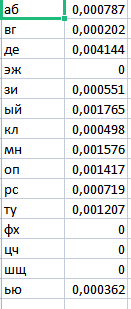 аб 0,000787
вг 0,000202
де 0,004144
эж 0
зи 0,000551
ый 0,001765
кл 0,000498
мн 0,001576
оп 0,001417
рс 0,000719
ту 0,001207
фх 0
цч 0
шщ 0
ью 0,000362